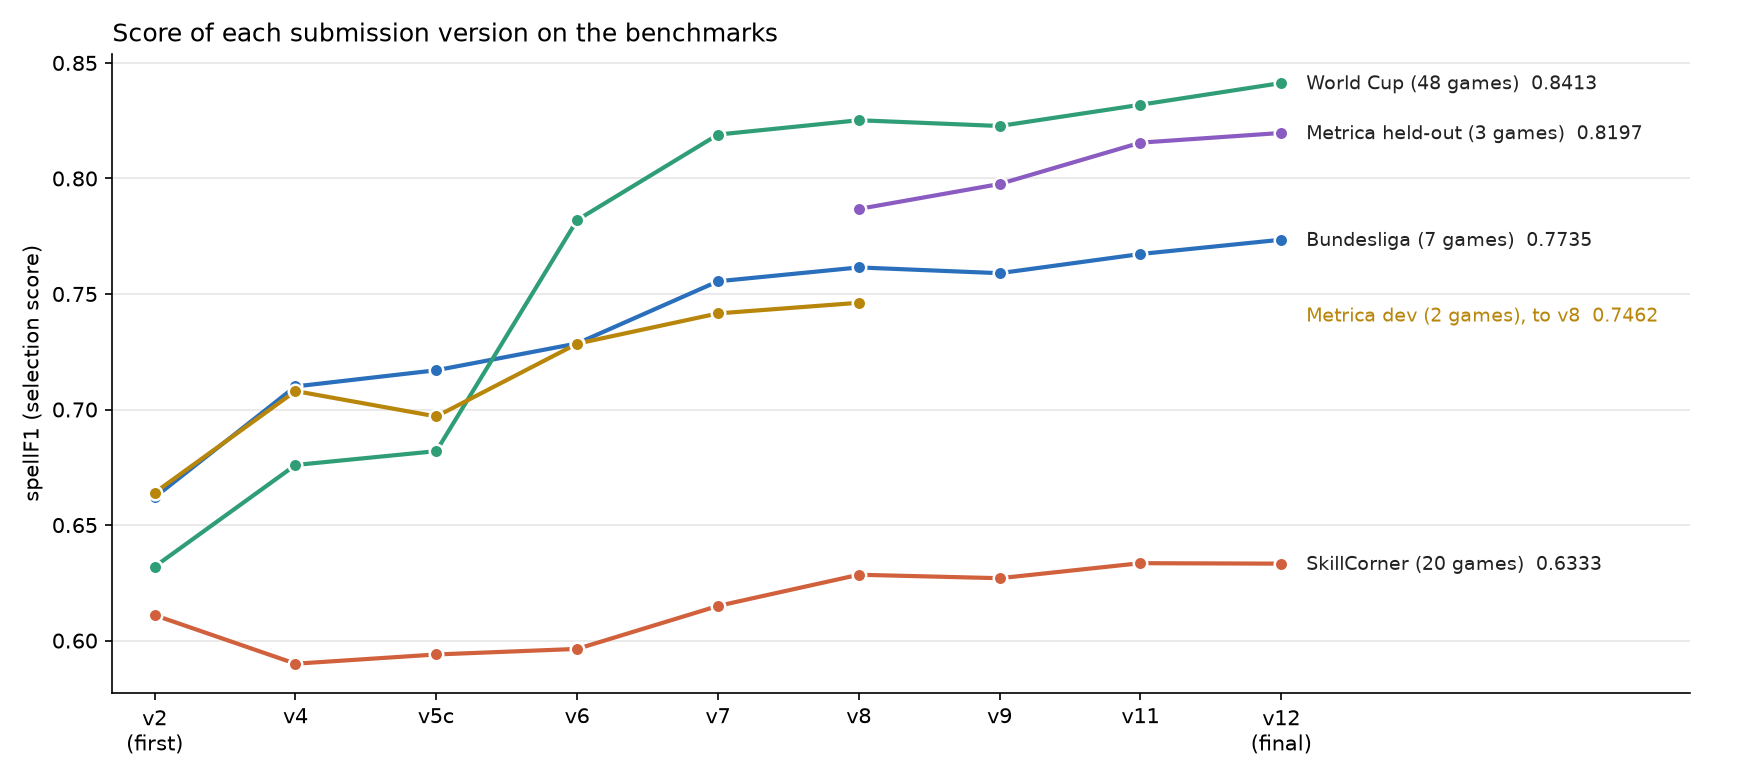 Score of each submission version on the benchmarks
spellF1 (selection score)
0.85
0.80
0.75
0.70
0.65
0.60
World Cup (48 games)  0.8413
Metrica held-out (3 games)  0.8197
Bundesliga (7 games)  0.7735
Metrica dev (2 games), to v8  0.7462
SkillCorner (20 games)  0.6333
v2
(first)
v4
v5c
v6
v7
v8
v9
v11
v12
(final)